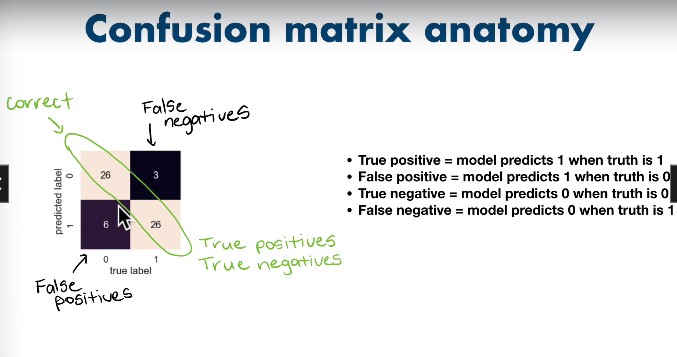 Confusion matrix anatomy
correct
False
negatives
predicted label
0
1
26
3
6
26
0
1
true label
True positives
True negatives
False
positives
• True positive = model predicts 1 when truth is 1
• False positive = model predicts 1 when truth is 0
• True negative = model predicts 0 when truth is 0
• False negative = model predicts 0 when truth is 1